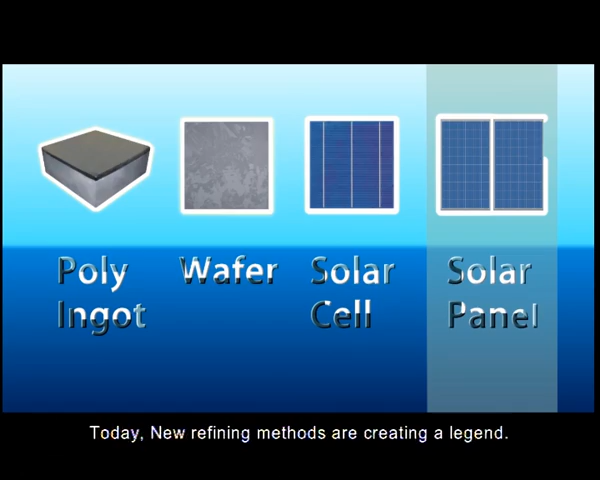 Poly
Ingot
Wafer
Solar
Cell
Solar
Panel
Today, New refining methods are creating a legend.